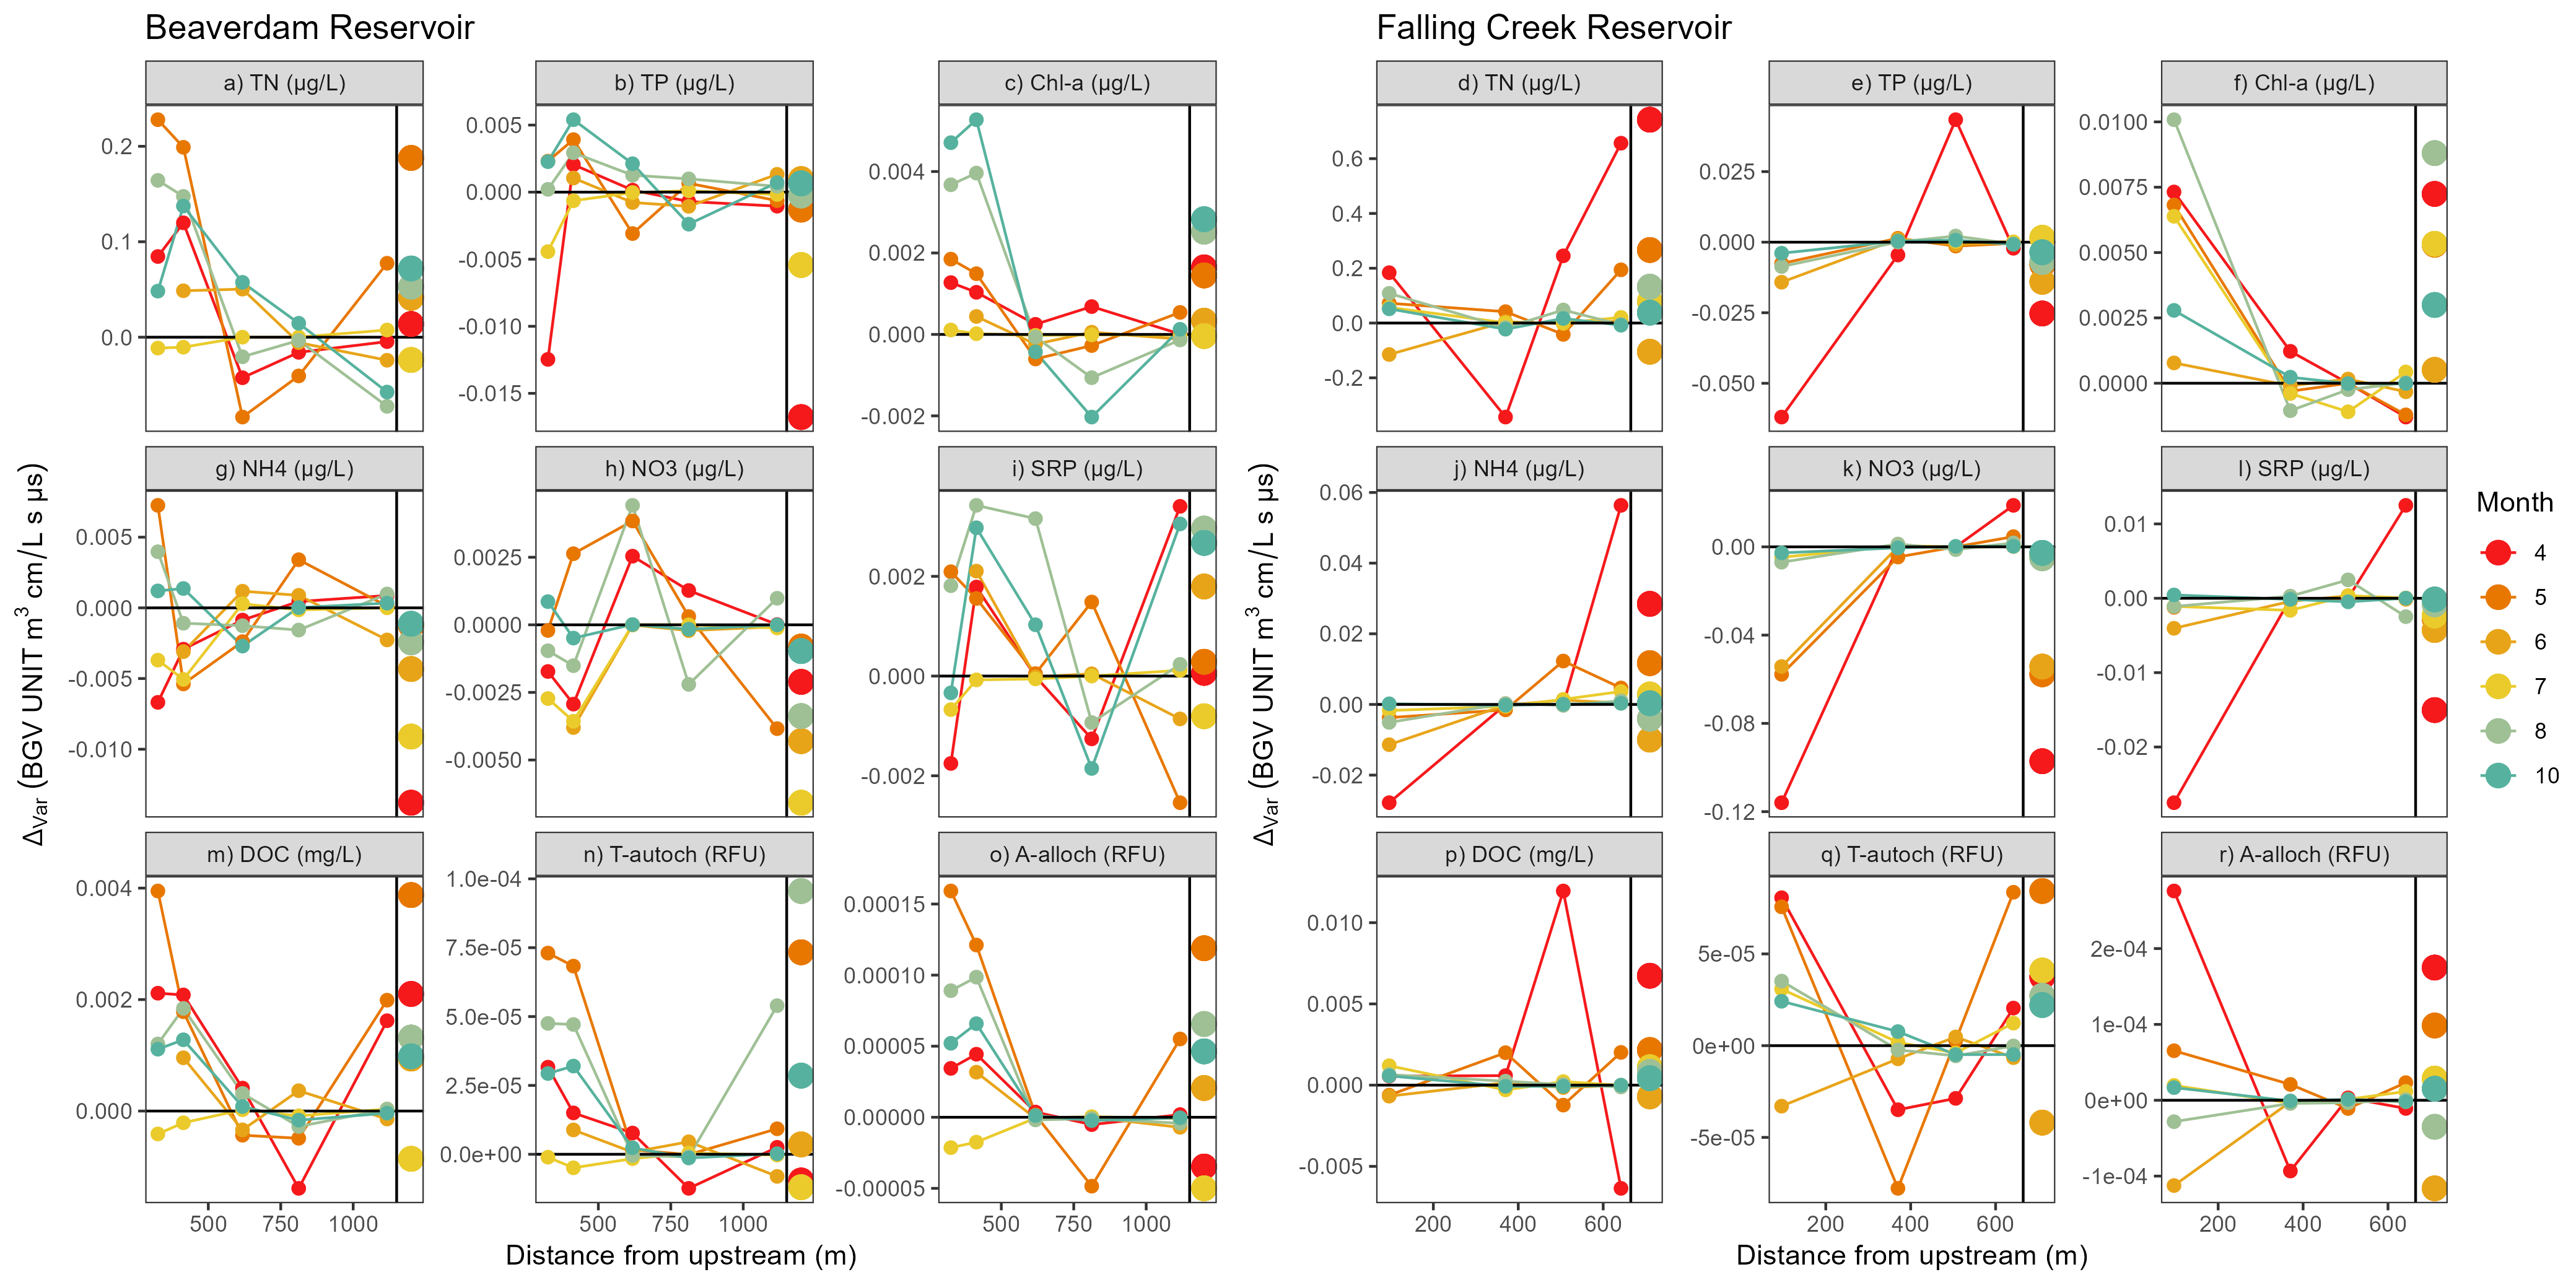 Beaverdam Reservoir
Falling Creek Reservoir
a) TN (µg/L)
b) TP (µg/L)
c) Chl-a (µg/L)
d) TN (µg/L)
e) TP (µg/L)
f) Chl-a (µg/L)
0.2
0.1
0.0
0.005
0.000
-0.005
-0.010
-0.015
0.004
0.002
0.000
-0.002
0.6
0.4
0.2
0.0
-0.2
0.025
0.000
-0.025
-0.050
0.0100
0.0075
0.0050
0.0025
0.0000
g) NH4 (µg/L)
h) NO3 (µg/L)
i) SRP (µg/L)
j) NH4 (µg/L)
k) NO3 (µg/L)
l) SRP (µg/L)
0.005
0.000
-0.005
-0.010
0.0025
0.0000
-0.0025
-0.0050
0.002
0.000
-0.002
0.06
0.04
0.02
0.00
-0.02
0.00
-0.04
-0.08
-0.12
0.01
0.00
-0.01
-0.02
m) DOC (mg/L)
n) T-autoch (RFU)
o) A-alloch (RFU)
p) DOC (mg/L)
q) T-autoch (RFU)
r) A-alloch (RFU)
0.004
0.002
0.000
1.0e-04
7.5e-05
5.0e-05
2.5e-05
0.0e+00
0.00015
0.00010
0.00005
0.00000
-0.00005
0.010
0.005
0.000
-0.005
5e-05
0e+00
-5e-05
2e-04
1e-04
0e+00
-1e-04
500 750 1000
500 750 1000
500 750 1000
200 400 600
200 400 600
200 400 600
Distance from upstream (m)
Distance from upstream (m)
ΔVar (BGV UNIT m³ cm/L s µs)
ΔVar (BGV UNIT m³ cm/L s µs)
Month
4
5
6
7
8
10